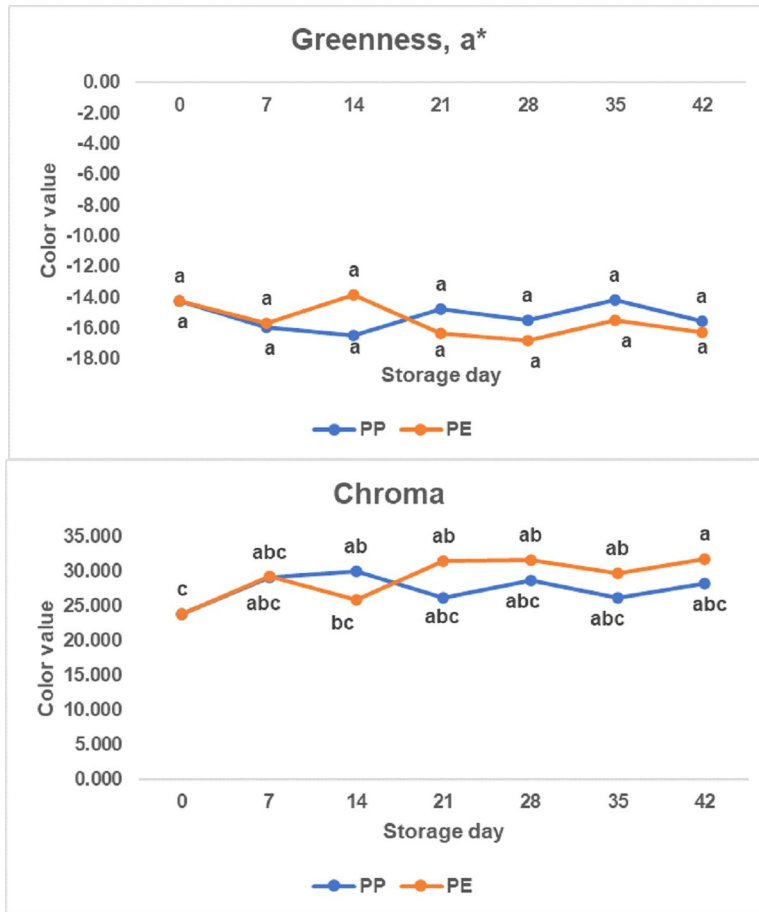 Greenness, a*
0.00
0 7 14 21 28 35 42
-2.00
-4.00
-6.00
-8.00
-10.00
-12.00
-14.00
-16.00
-18.00
Color value
a a a a a a a
a a a a a a a
Storage day
PP PE
Chroma
35.000
30.000
25.000
20.000
15.000
10.000
5.000
0.000
Color value
c abc ab ab ab ab a
abc bc abc abc abc abc
0 7 14 21 28 35 42
Storage day
PP PE